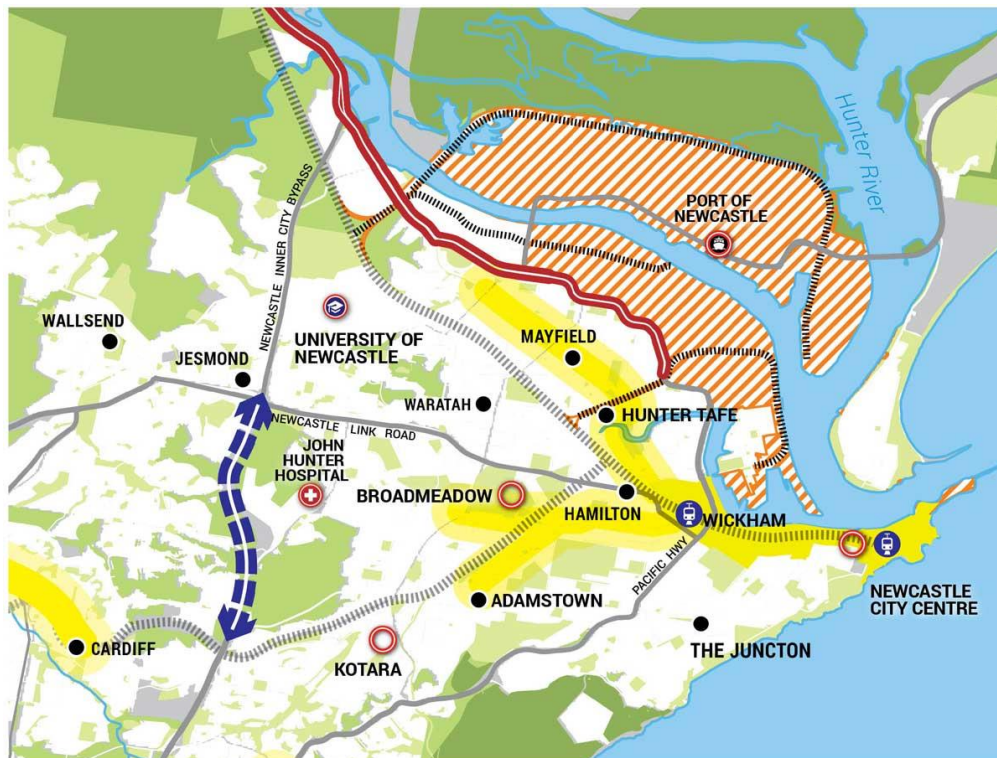 Hunter River
PORT OF
NEWCASTLE
NEWCASTLE INNER CITY BYPASS
WALLSEND
UNIVERSITY OF
NEWCASTLE
MAYFIELD
JESMOND
WARATAH
HUNTER TAFE
NEWCASTLE LINK ROAD
JOHN
HUNTER
HOSPITAL
BROADMEADOW
HAMILTON
WICKHAM
PACIFIC HWY
NEWCASTLE
CITY CENTRE
ADAMSTOWN
THE JUNCTON
CARDIFF
KOTARA